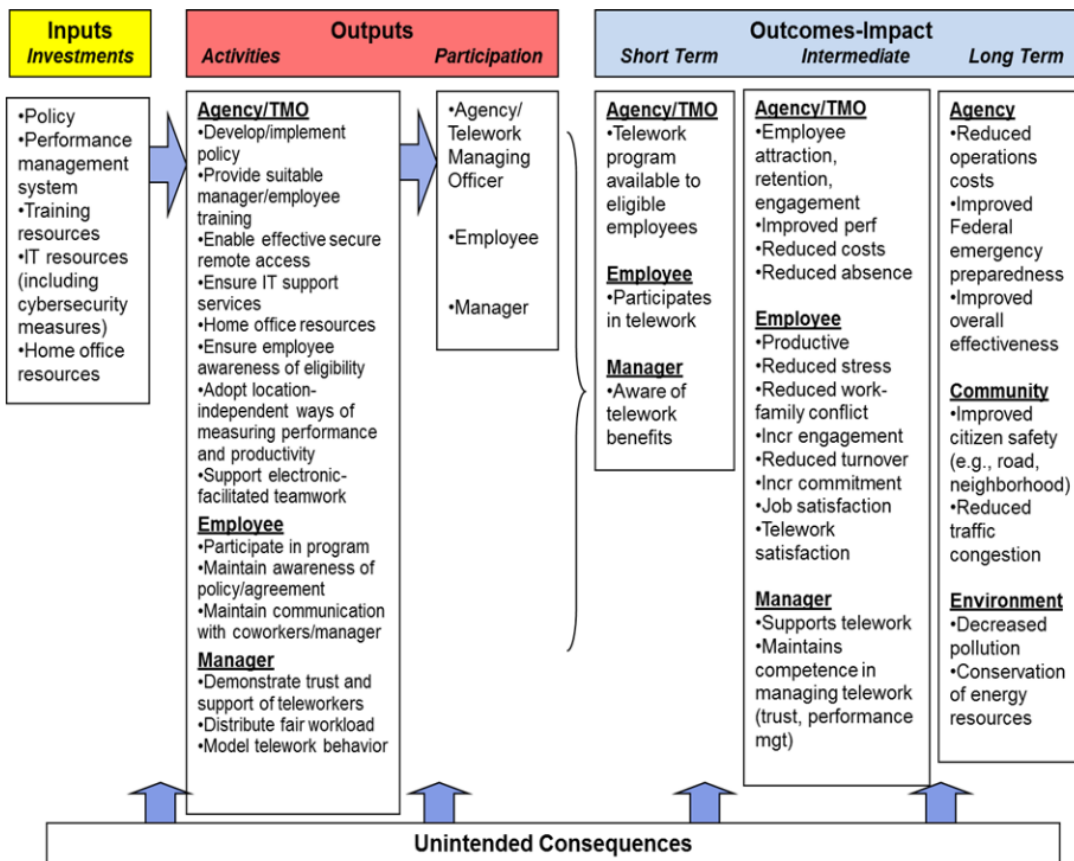 Inputs
Investments
Outputs
Activities
Participation
Outcomes-Impact
Short Term
Intermediate
Long Term
•Policy
•Performance
management
system
•Training
resources
•IT resources
(including
cybersecurity
measures)
•Home office
resources
Agency/TMO
•Develop/implement
policy
•Provide suitable
manager/employee
training
•Enable effective secure
remote access
•Ensure IT support
services
•Home office resources
•Ensure employee
awareness of eligibility
•Adopt location-
independent ways of
measuring performance
and productivity
•Support electronic-
facilitated teamwork
Employee
•Participate in program
•Maintain awareness of
policy/agreement
•Maintain communication
with coworkers/manager
Manager
•Demonstrate trust and
support of teleworkers
•Distribute fair workload
•Model telework behavior
•Agency/
Telework
Managing
Officer
•Employee
•Manager
Agency/TMO
•Telework
program
available to
eligible
employees
Employee
•Participates
in telework
Manager
•Aware of
telework
benefits
Agency/TMO
•Employee
attraction,
retention,
engagement
•Improved perf
•Reduced costs
•Reduced absence
Employee
•Productive
•Reduced stress
•Reduced work-
family conflict
•Incr engagement
•Reduced turnover
•Incr commitment
•Job satisfaction
•Telework
satisfaction
Manager
•Supports telework
•Maintains
competence in
managing telework
(trust, performance
mgt)
Agency
•Reduced
operations
costs
•Improved
Federal
emergency
preparedness
•Improved
overall
effectiveness
Community
•Improved
citizen safety
(e.g., road,
neighborhood)
•Reduced
traffic
congestion
Environment
•Decreased
pollution
•Conservation
of energy
resources
Unintended Consequences